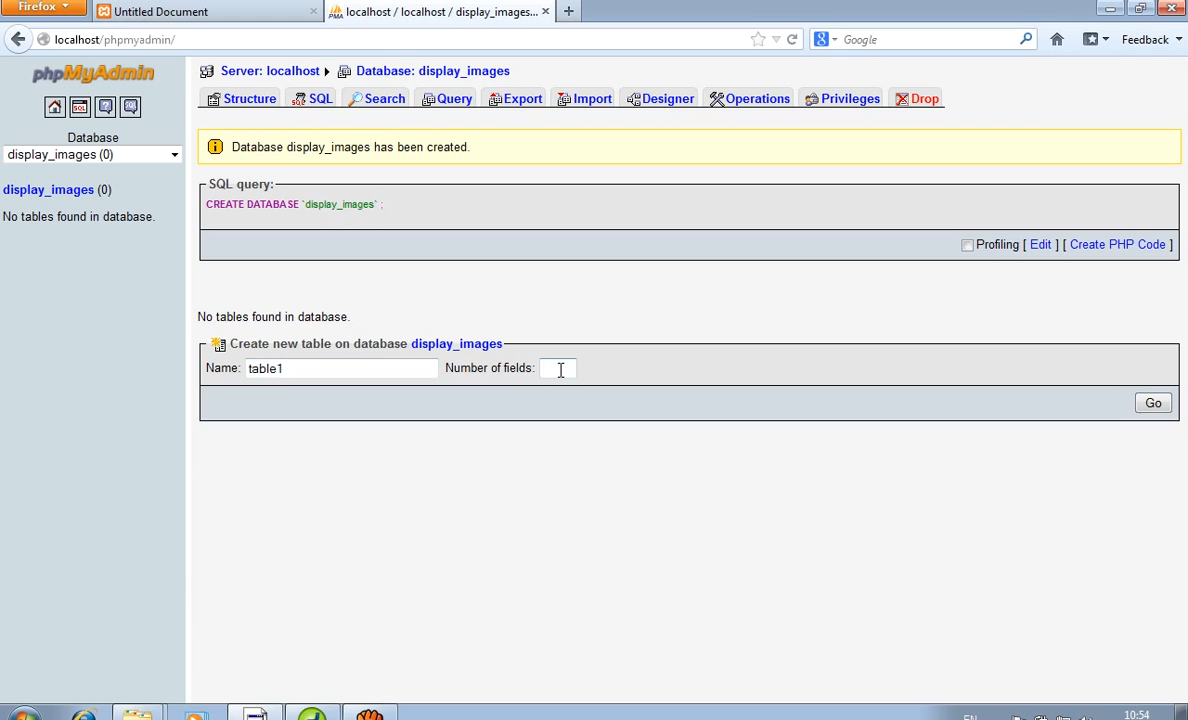 Firefox
Untitled Document
PMA localhost / localhost / display_images...
localhost/phpmyadmin/
Google
Feedback
phpMyAdmin
SQL
Database
display_images (0)
display_images (0)
No tables found in database.
Server: localhost
Database: display_images
Structure
SQL
Search
Query
Export
Import
Designer
Operations
Privileges
Drop
Database display_images has been created.
SQL query:
CREATE DATABASE `display_images` ;
Profiling [ Edit ] [ Create PHP Code ]
No tables found in database.
Create new table on database display_images
Name: table1 Number of fields:
Go
EN
10:54